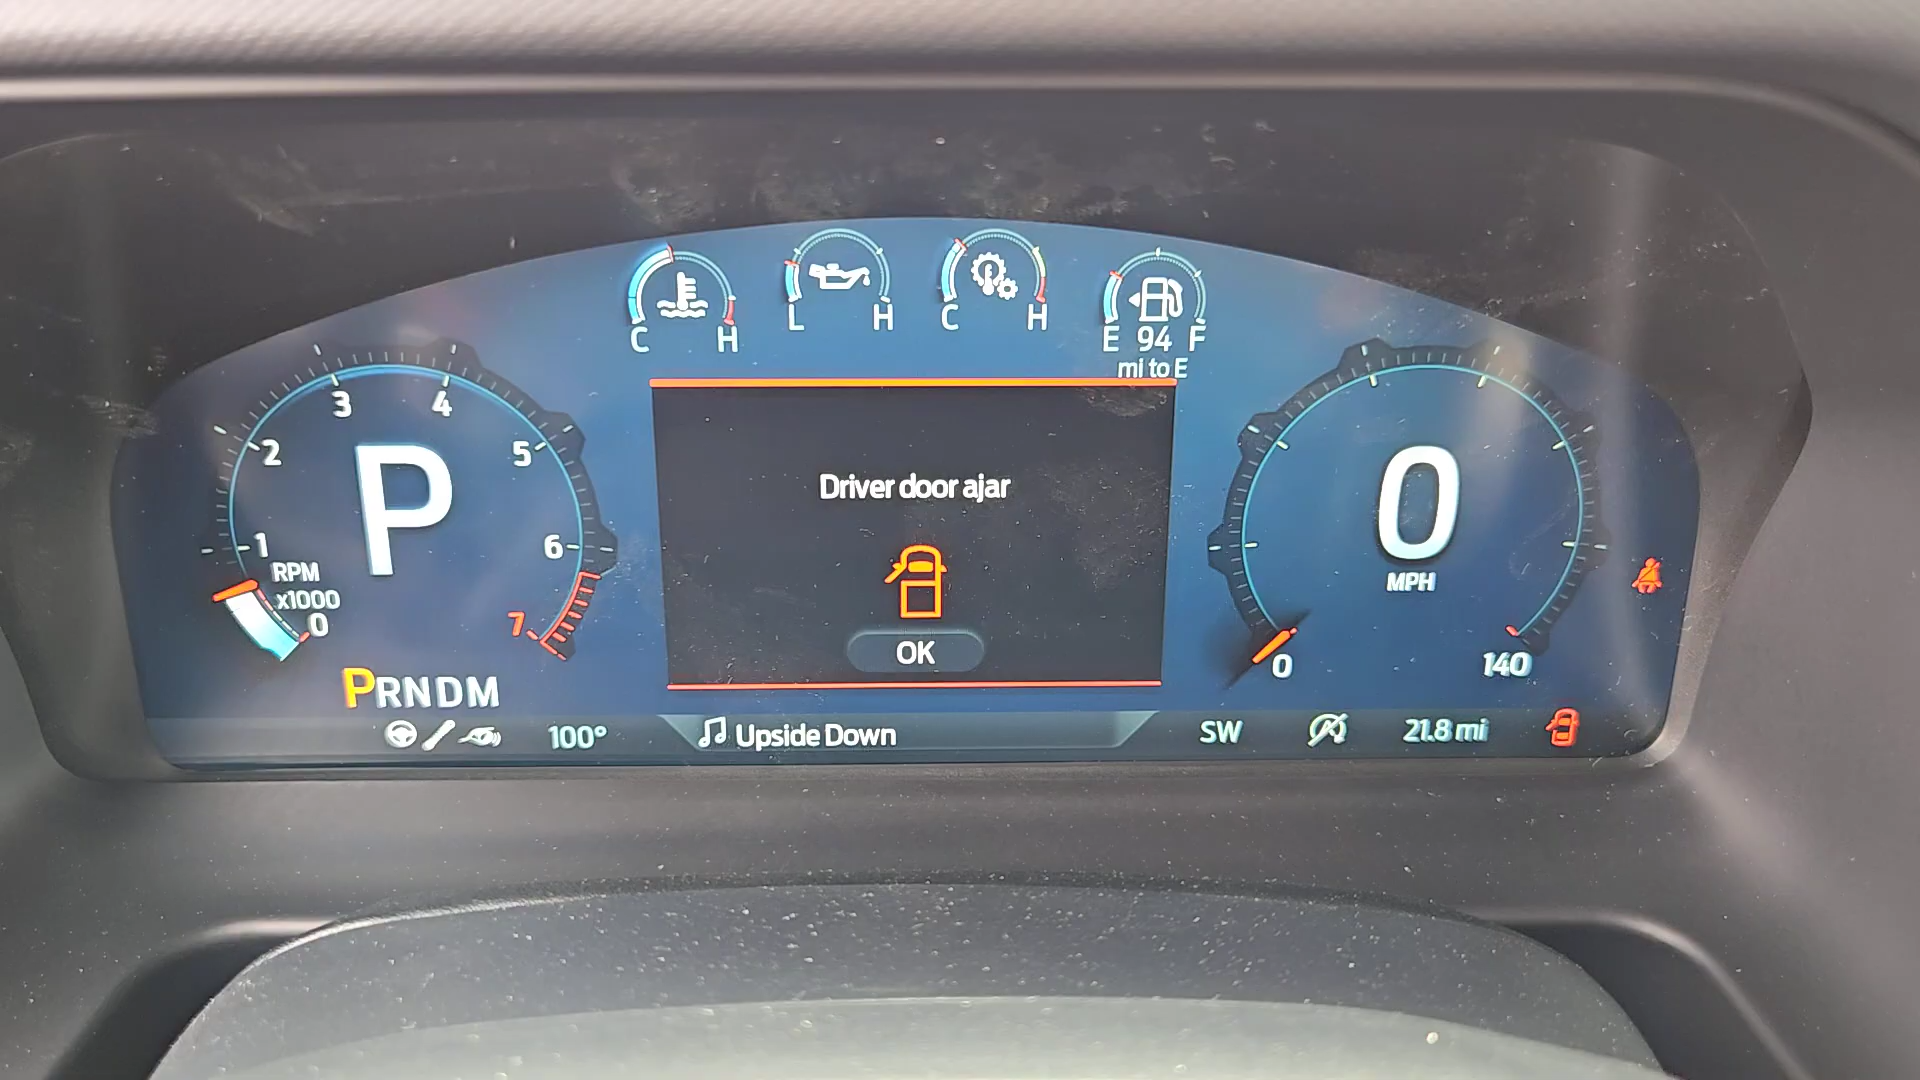 C H
L H
C H
E 94 F
mi to E
3 4
2 5
1 6
RPM
x1000
0
7
P
PRNDM
Driver door ajar
OK
0
MPH
0 140
100°
Upside Down
SW
21.8 mi